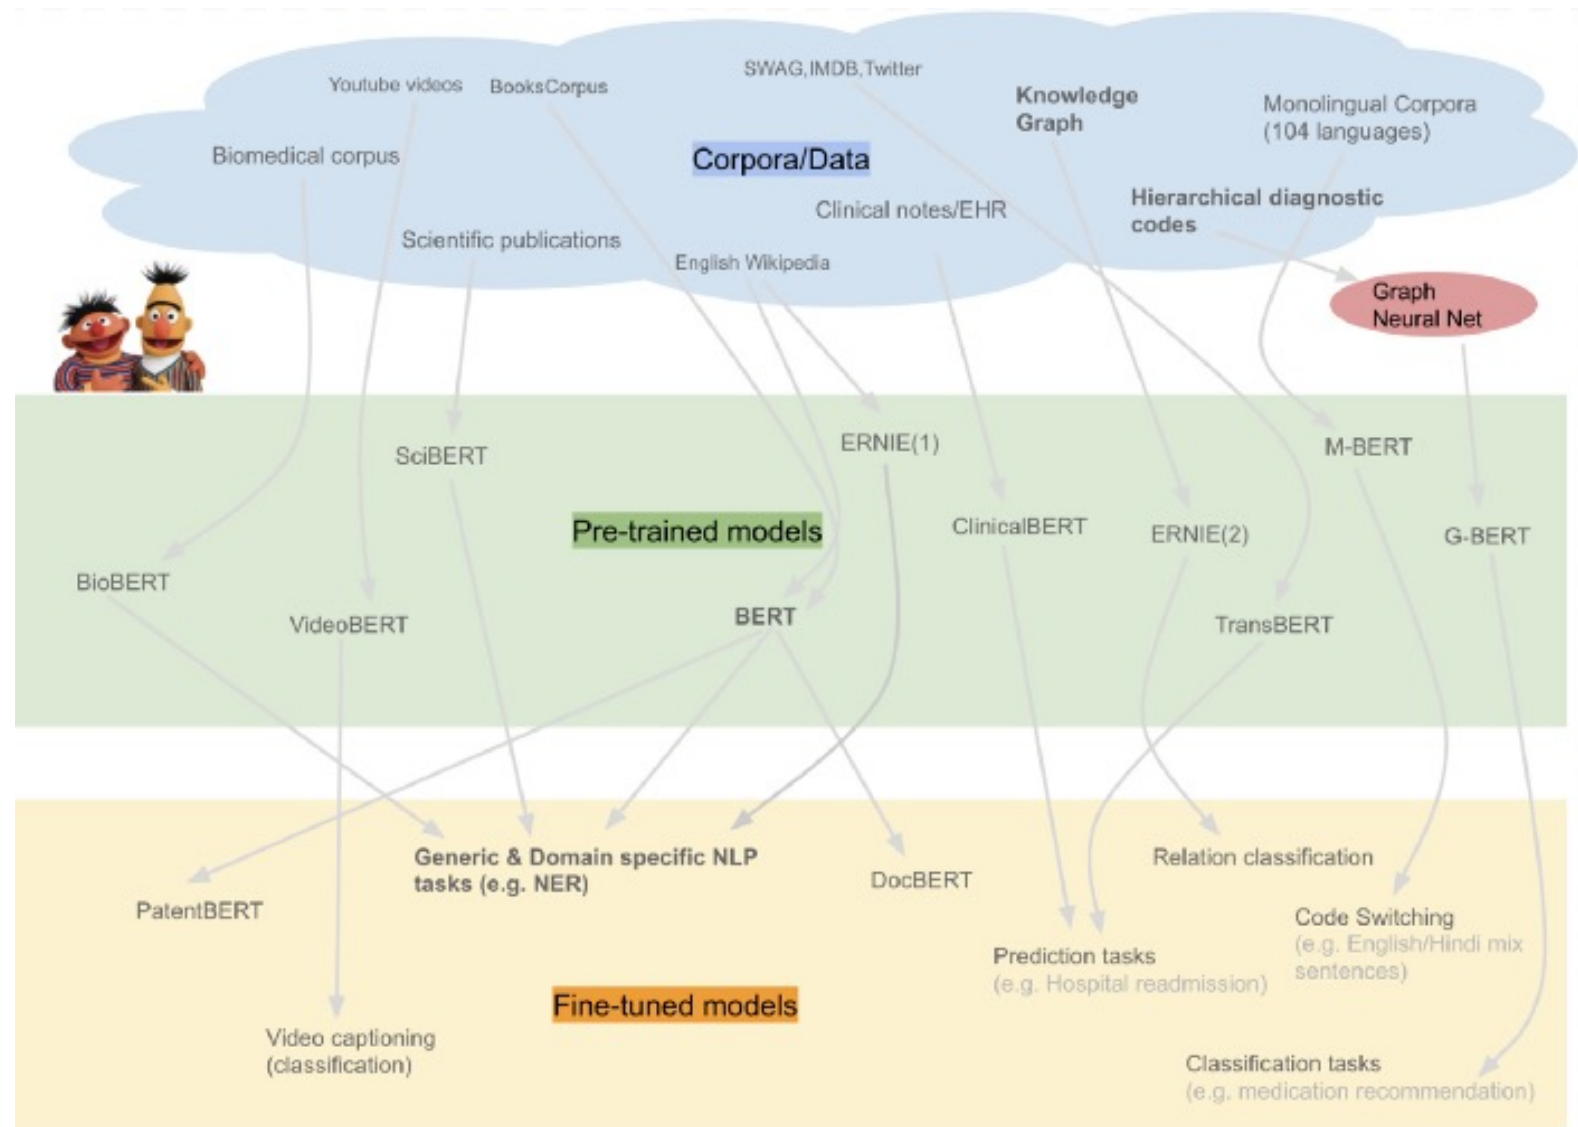 SWAG,IMDB,Twitter
Youtube videos
BooksCorpus
Knowledge
Graph
Monolingual Corpora
(104 languages)
Biomedical corpus
Corpora/Data
Hierarchical diagnostic
codes
Clinical notes/EHR
Scientific publications
English Wikipedia
Graph
Neural Net
SciBERT
ERNIE(1)
M-BERT
Pre-trained models
ClinicalBERT
ERNIE(2)
G-BERT
BioBERT
VideoBERT
BERT
TransBERT
Generic & Domain specific NLP
tasks (e.g. NER)
Relation classification
DocBERT
PatentBERT
Code Switching
(e.g. English/Hindi mix
sentences)
Prediction tasks
(e.g. Hospital readmission)
Fine-tuned models
Video captioning
(classification)
Classification tasks
(e.g. medication recommendation)